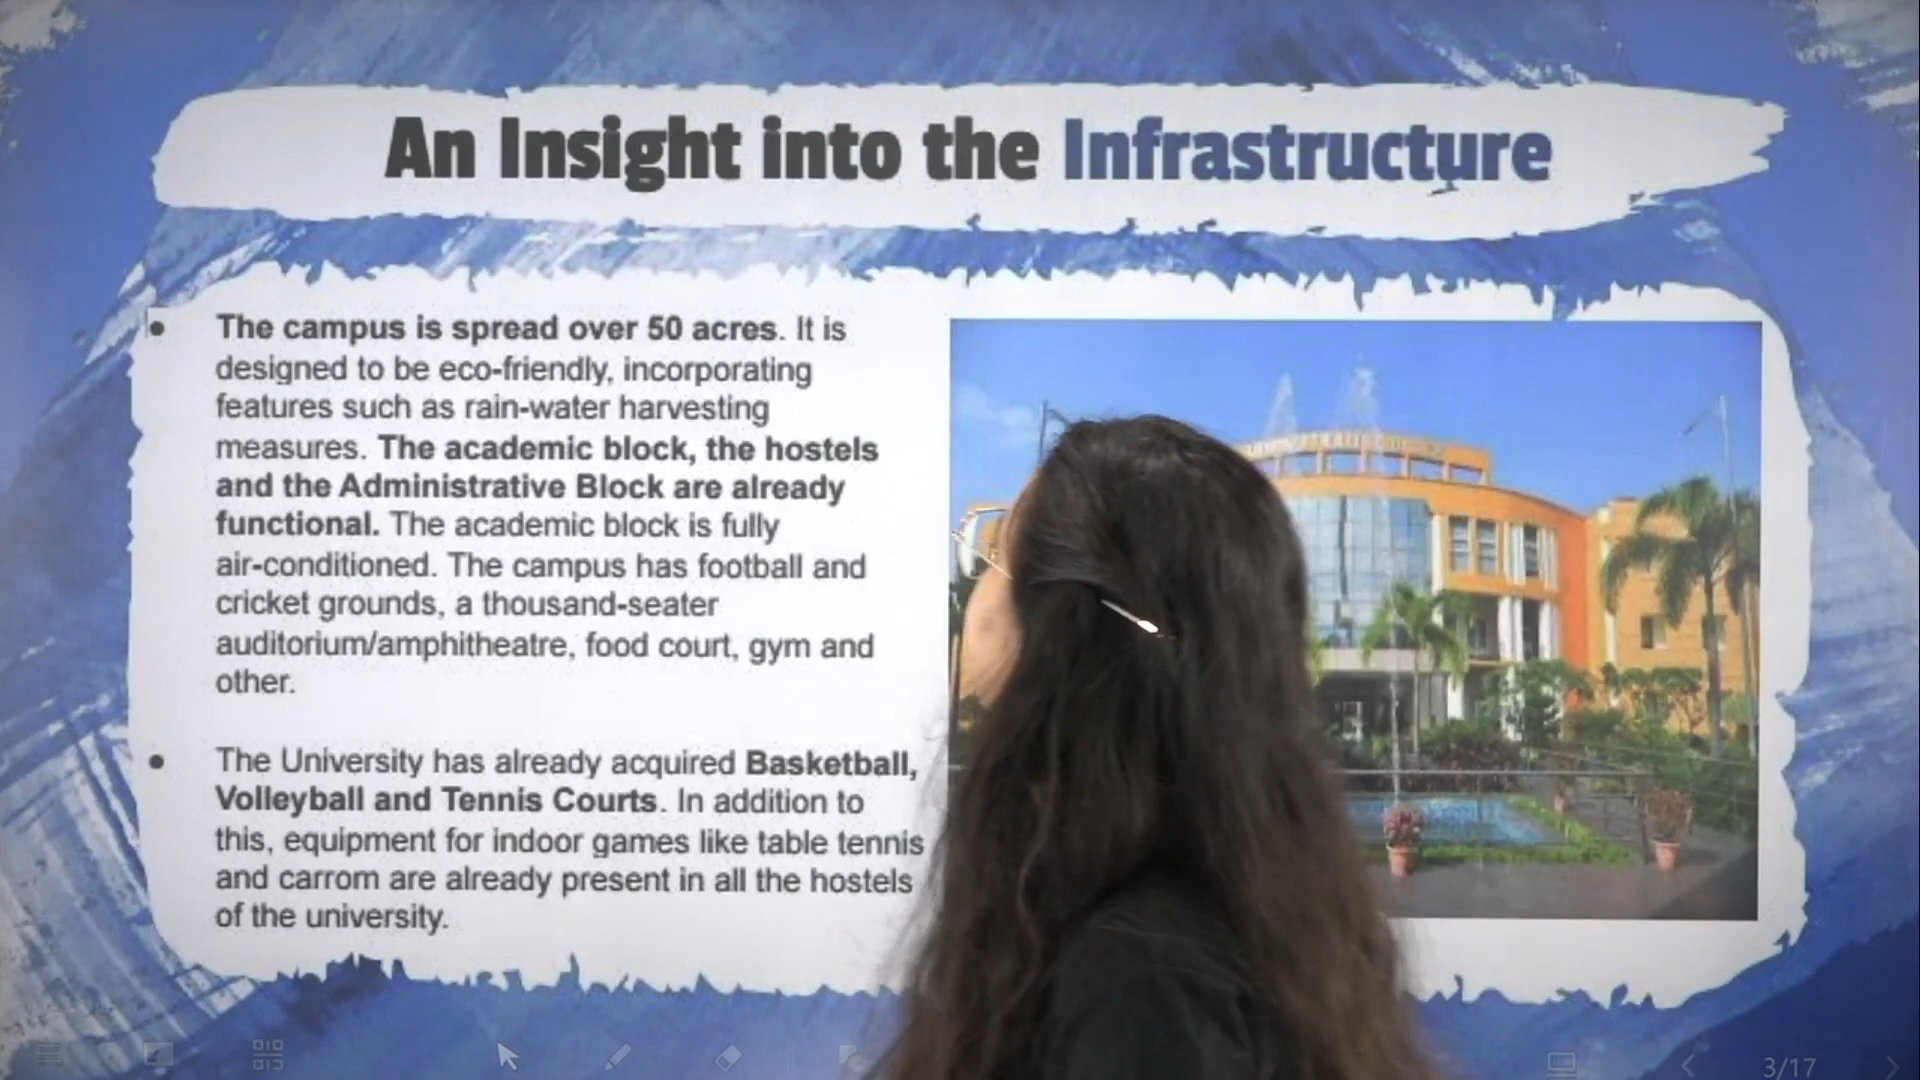 An Insight into the Infrastructure
• The campus is spread over 50 acres. It is
designed to be eco-friendly, incorporating
features such as rain-water harvesting
measures. The academic block, the hostels
and the Administrative Block are already
functional. The academic block is fully
air-conditioned. The campus has football and
cricket grounds, a thousand-seater
auditorium/amphitheatre, food court, gym and
other.
• The University has already acquired Basketball,
Volleyball and Tennis Courts. In addition to
this, equipment for indoor games like table tennis
and carrom are already present in all the hostels
of the university.
3/17